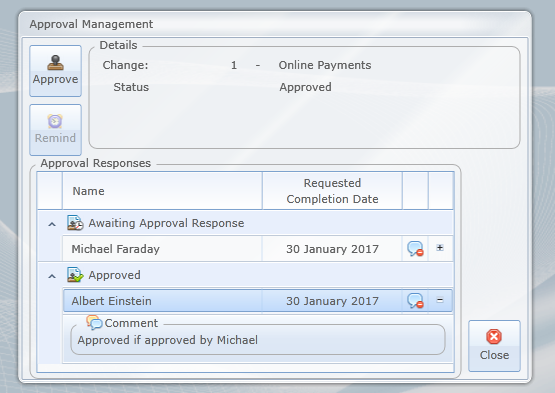 Approval Management
Approve
Remind
Details
Change: 1 - Online Payments
Status Approved
Approval Responses
Name Requested
Completion Date
Awaiting Approval Response
Michael Faraday 30 January 2017
Approved
Albert Einstein 30 January 2017
Comment
Approved if approved by Michael
Close